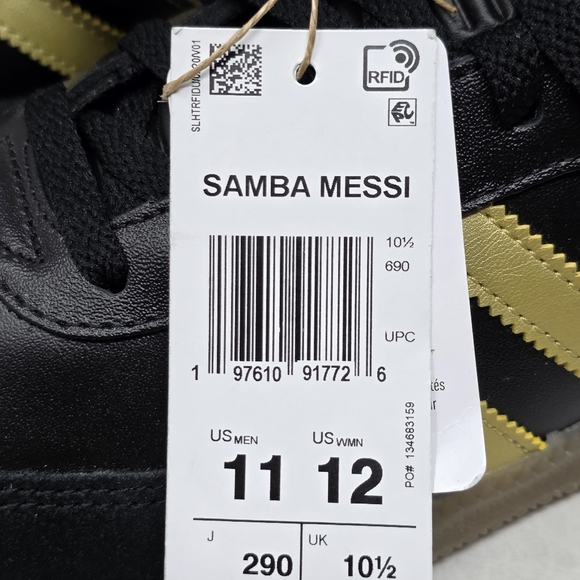 RFID
EPC
SAMBA MESSI
10½
690
UPC
1 97610 91772 6
PO# 134683159
US MEN US WMN
11 12
J UK
290 10½